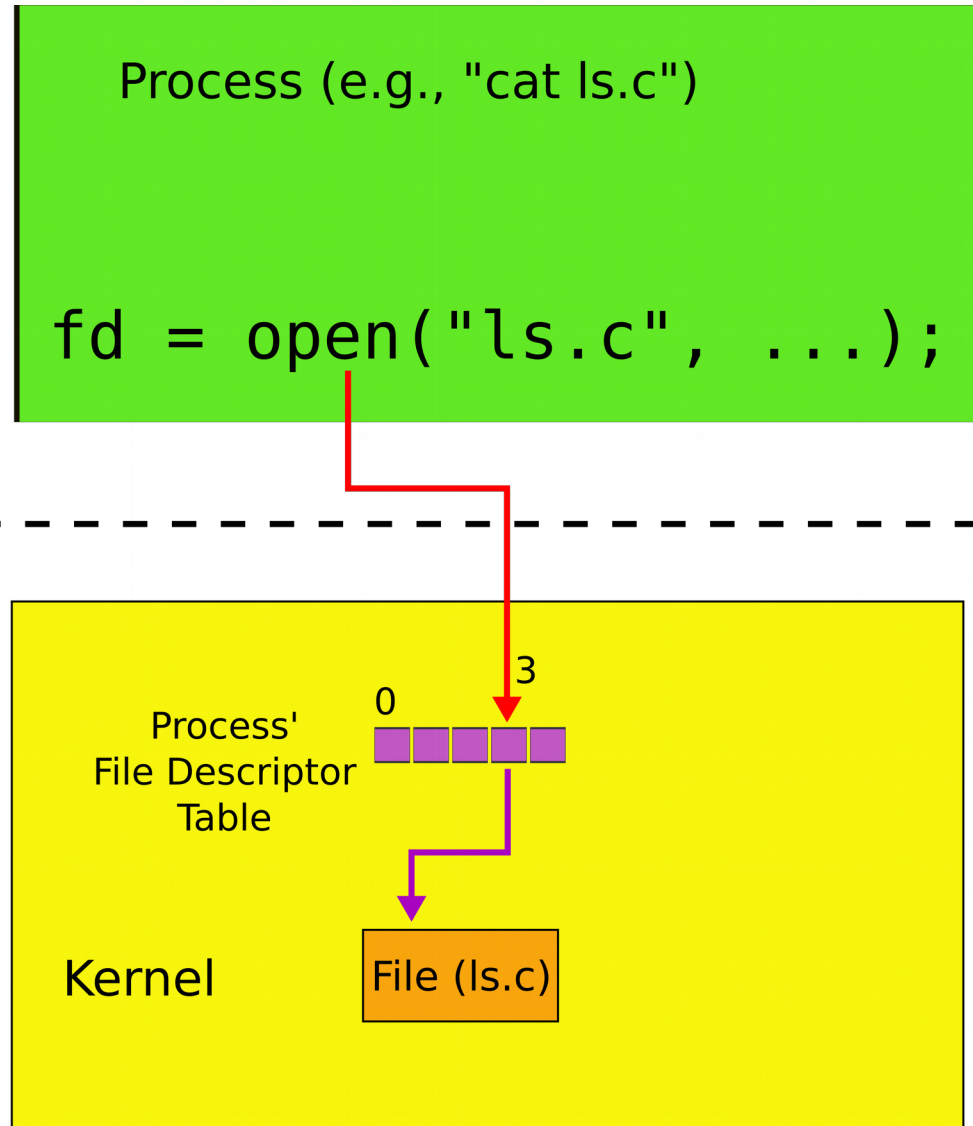 Process (e.g., "cat ls.c")
fd = open("ls.c", ...);
3
0
Process'
File Descriptor
Table
Kernel
File (ls.c)